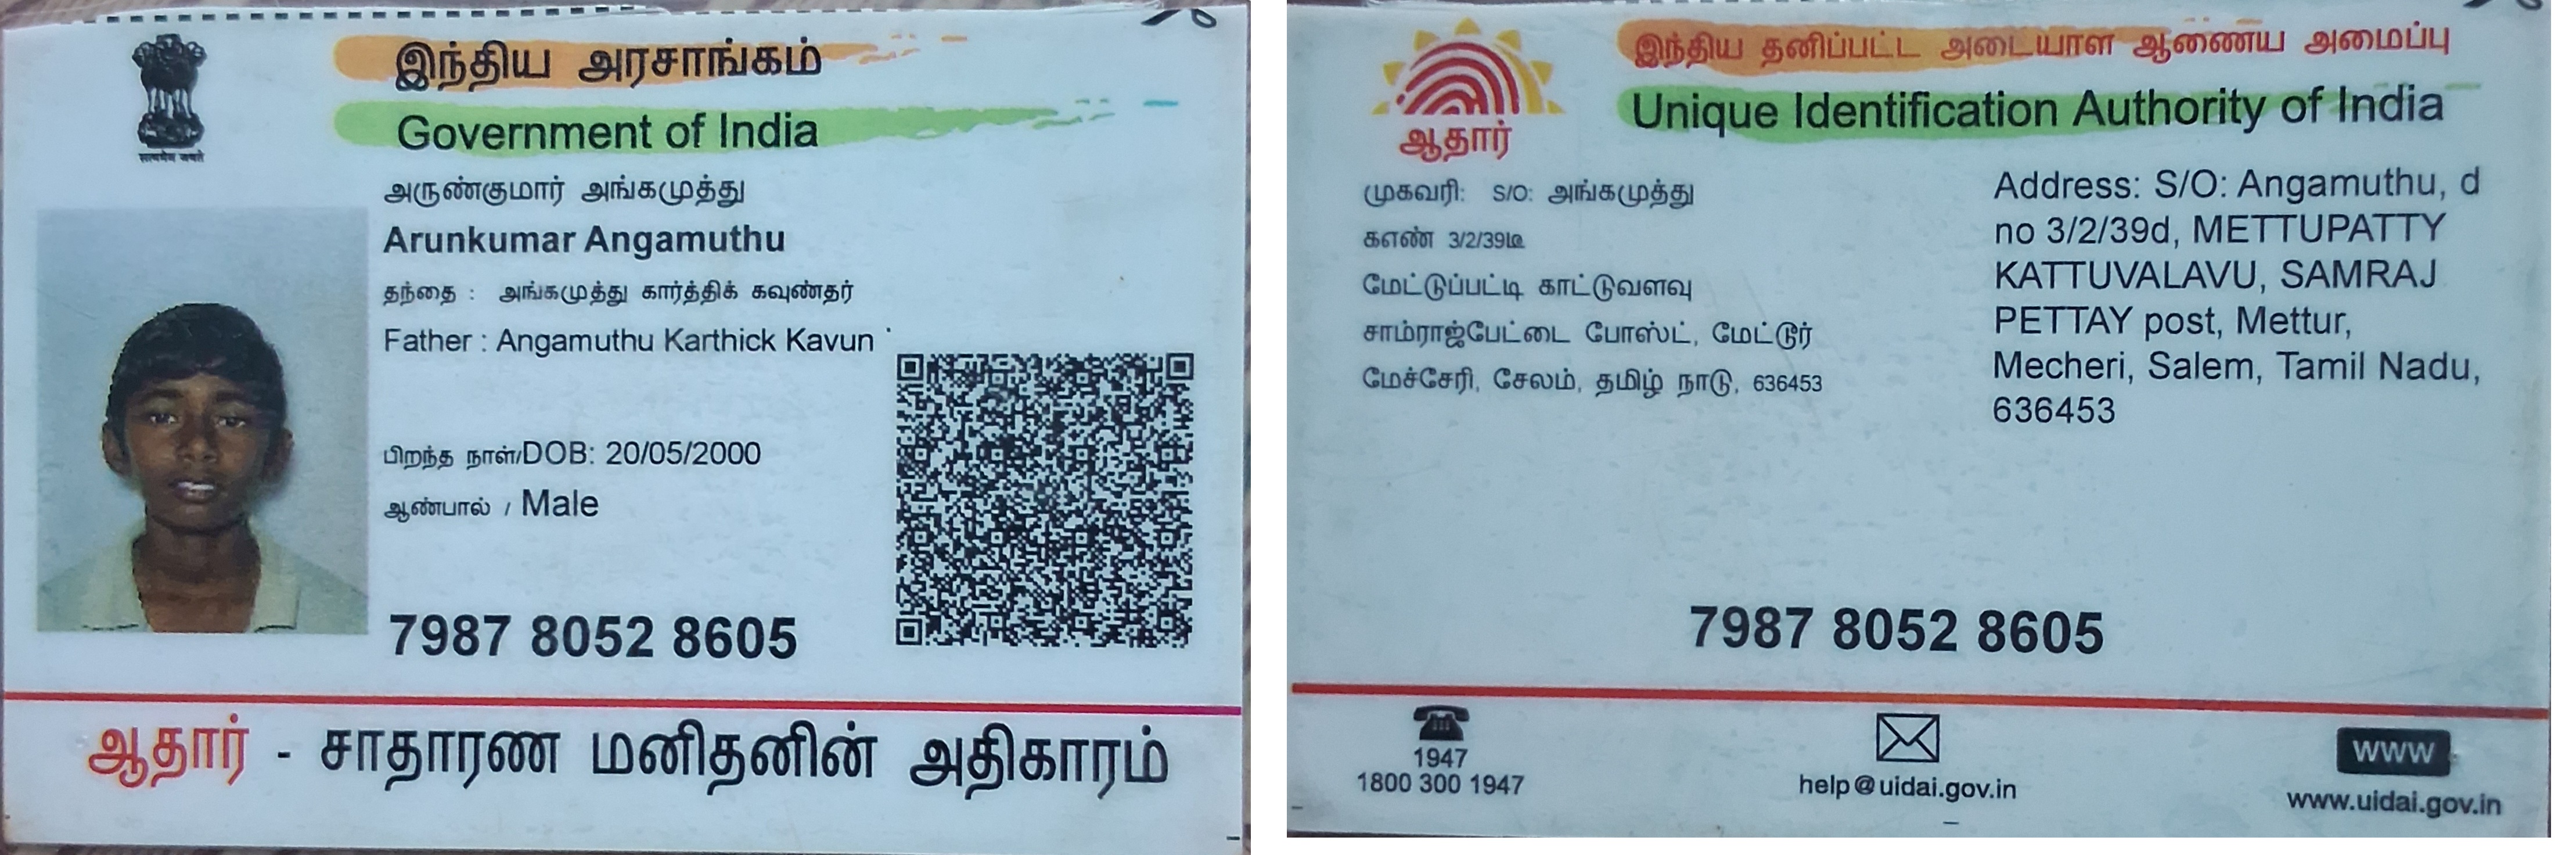 இந்திய அரசாங்கம்
Government of India
सत्यमेव जयते
அருண்குமார் அங்கமுத்து
Arunkumar Angamuthu
தந்தை : அங்கமுத்து கார்த்திக் கவுண்தர்
Father : Angamuthu Karthick Kavun
பிறந்த நாள்/DOB: 20/05/2000
ஆண்பால் / Male
7987 8052 8605
ஆதார் - சாதாரண மனிதனின் அதிகாரம்
இந்திய தனிப்பட்ட அடையாள ஆணைய அமைப்பு
Unique Identification Authority of India
ஆதார்
முகவரி: S/O: அங்கமுத்து
கஎண் 3/2/39டி
மேட்டுப்பட்டி காட்டுவளவு
சாம்ராஜ்பேட்டை போஸ்ட், மேட்டூர்
மேச்சேரி, சேலம், தமிழ் நாடு, 636453
Address: S/O: Angamuthu, d
no 3/2/39d, METTUPATTY
KATTUVALAVU, SAMRAJ
PETTAY post, Mettur,
Mecheri, Salem, Tamil Nadu,
636453
7987 8052 8605
1947
1800 300 1947
help@uidai.gov.in
www
www.uidai.gov.in